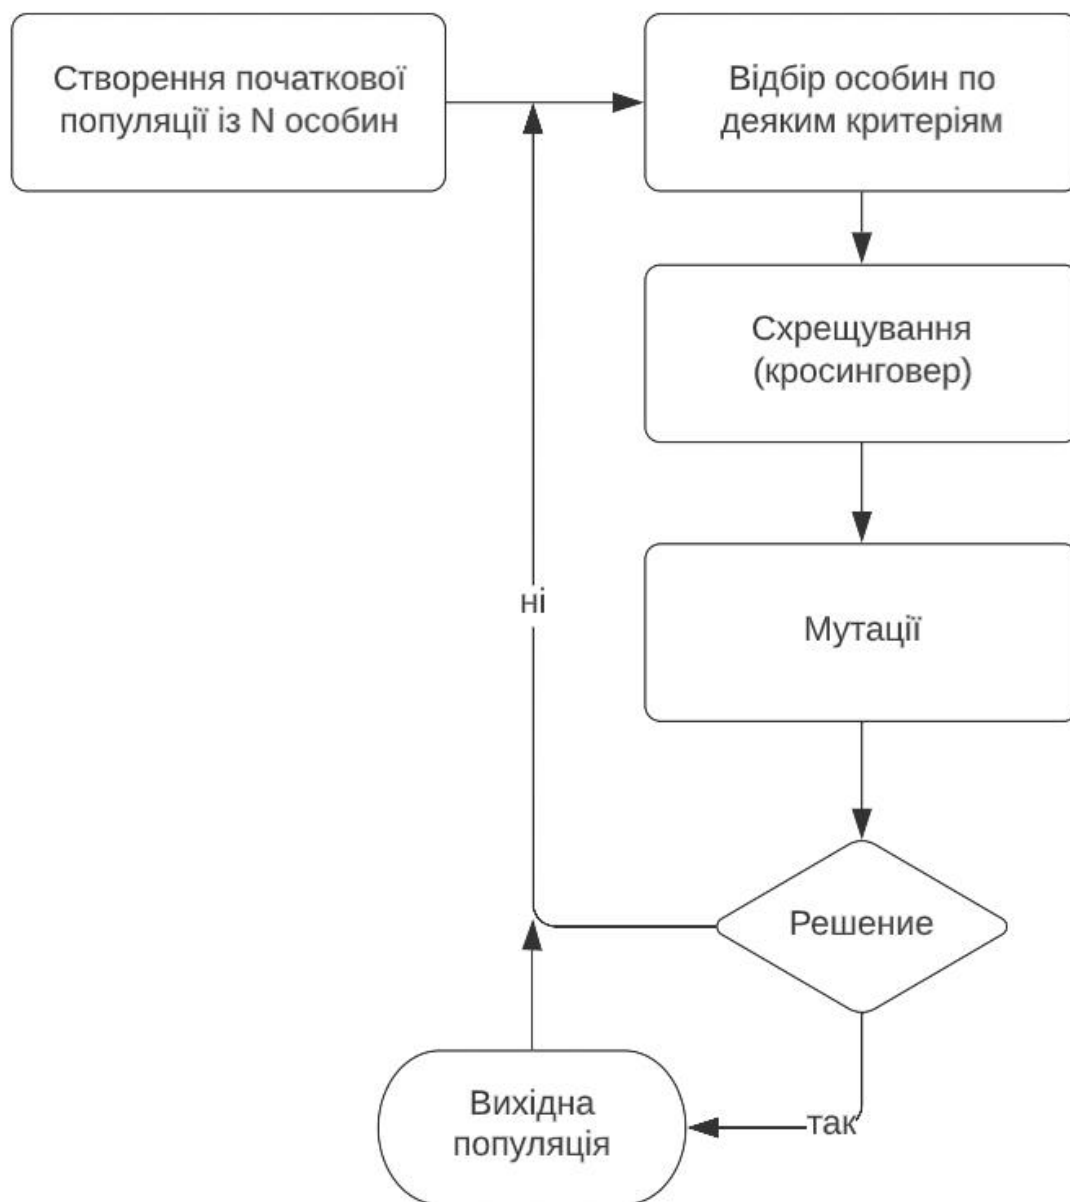 Створення початкової
популяції із N особин
Відбір особин по
деяким критеріям
Схрещування
(кросинговер)
Мутації
ні
Решение
так
Вихідна
популяція